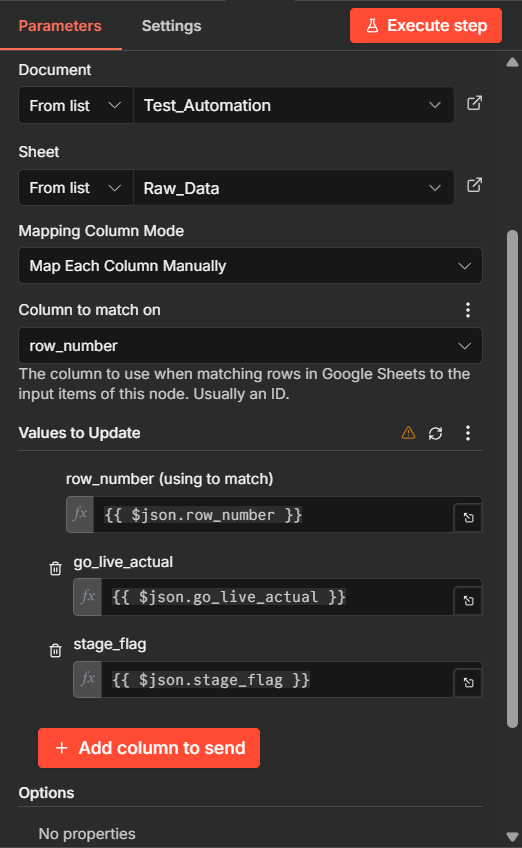 Parameters
Settings
Execute step
Document
From list
Test_Automation
Sheet
From list
Raw_Data
Mapping Column Mode
Map Each Column Manually
Column to match on
row_number
The column to use when matching rows in Google Sheets to the
input items of this node. Usually an ID.
Values to Update
row_number (using to match)
fx {{ $json.row_number }}
go_live_actual
fx {{ $json.go_live_actual }}
stage_flag
fx {{ $json.stage_flag }}
+ Add column to send
Options
No properties